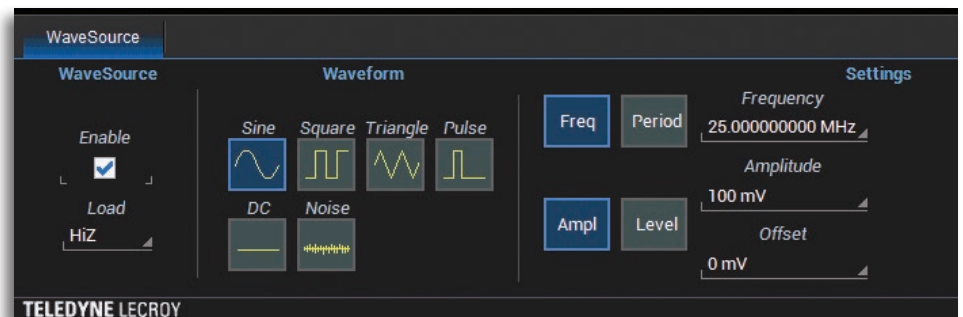 WaveSource
WaveSource
Waveform
Settings
Enable
Load
HiZ
Sine Square Triangle Pulse
DC Noise
Freq Period
Frequency
25.000000000 MHz
Amplitude
100 mV
Ampl Level
Offset
0 mV
TELEDYNE LECROY